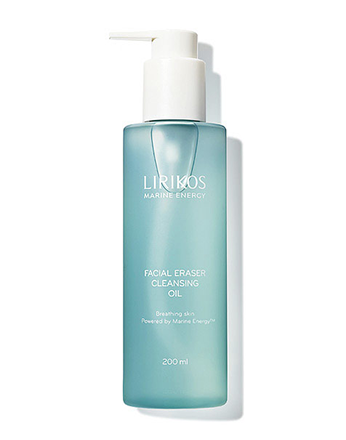 LIRIKOS
MARINE ENERGY
FACIAL ERASER
CLEANSING
OIL
Breathing skin
Powered by Marine Energy™
200 ml